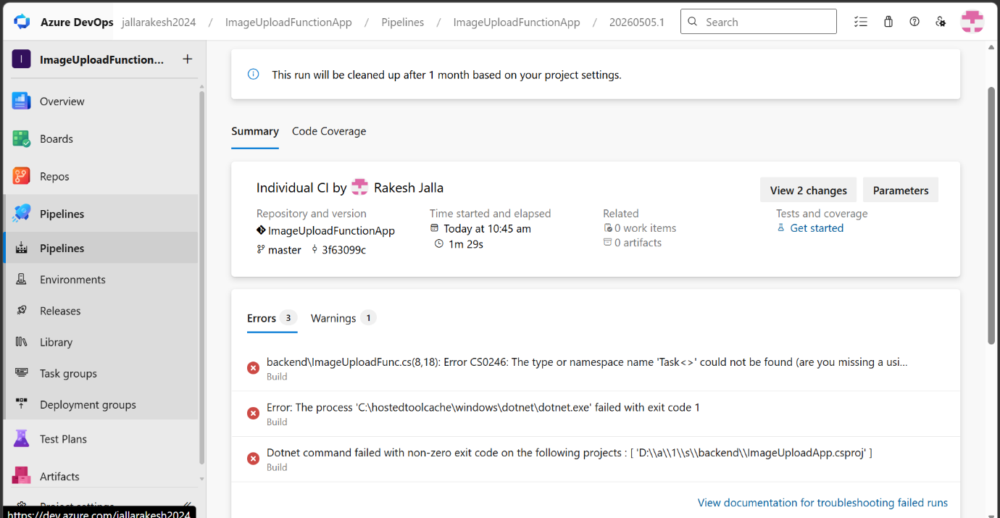 Azure DevOps jallarakesh2024 / ImageUploadFunctionApp / Pipelines / ImageUploadFunctionApp / 20260505.1 Search
I ImageUploadFunction... +
Overview
Boards
Repos
Pipelines
Pipelines
Environments
Releases
Library
Task groups
Deployment groups
Test Plans
Artifacts
Project settings
https://dev.azure.com/jallarakesh2024
This run will be cleaned up after 1 month based on your project settings.
Summary Code Coverage
Individual CI by Rakesh Jalla
View 2 changes Parameters
Repository and version
ImageUploadFunctionApp
master 3f63099c
Time started and elapsed
Today at 10:45 am
1m 29s
Related
0 work items
0 artifacts
Tests and coverage
Get started
Errors 3 Warnings 1
backend\ImageUploadFunc.cs(8,18): Error CS0246: The type or namespace name 'Task<>' could not be found (are you missing a usi...
Build
Error: The process 'C:\hostedtoolcache\windows\dotnet\dotnet.exe' failed with exit code 1
Build
Dotnet command failed with non-zero exit code on the following projects : [ 'D:\\a\\1\\s\\backend\\ImageUploadApp.csproj' ]
Build
View documentation for troubleshooting failed runs